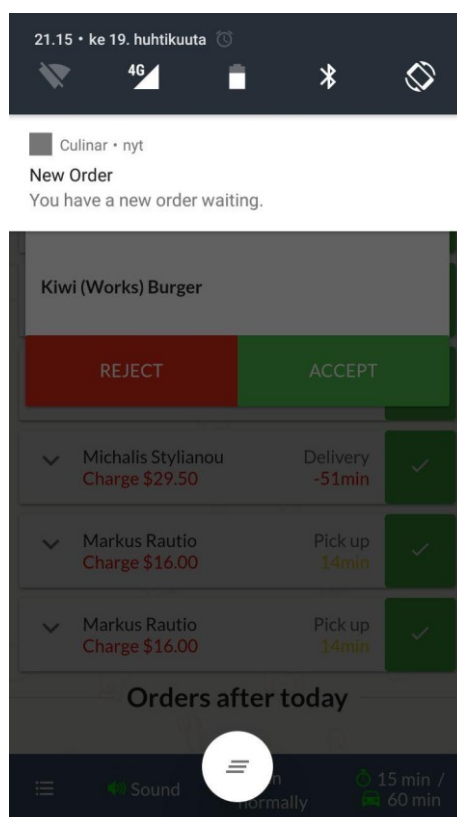 21.15 • ke 19. huhtikuuta
4G
Culinar • nyt
New Order
You have a new order waiting.
Kiwi (Works) Burger
REJECT
ACCEPT
Michalis Stylianou
Delivery
Charge $29.50
-51min
Markus Rautio
Pick up
Charge $16.00
14min
Markus Rautio
Pick up
Charge $16.00
14min
Orders after today
Sound
normally
15 min /
60 min